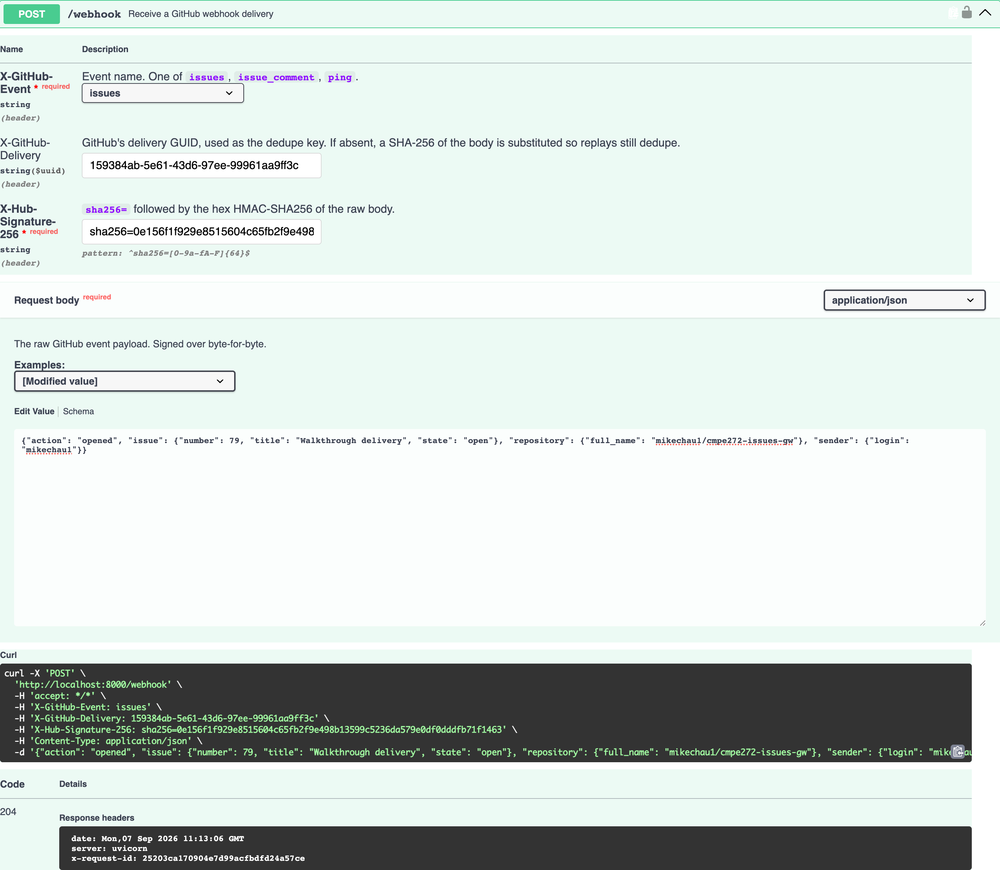 POST /webhook Receive a GitHub webhook delivery
Name Description
X-GitHub-Event * required
string
(header)
Event name. One of issues , issue_comment , ping .
issues
X-GitHub-Delivery
string($uuid)
(header)
GitHub's delivery GUID, used as the dedupe key. If absent, a SHA-256 of the body is substituted so replays still dedupe.
159384ab-5e61-43d6-97ee-99961aa9ff3c
X-Hub-Signature-256 * required
string
(header)
sha256= followed by the hex HMAC-SHA256 of the raw body.
sha256=0e156f1f929e8515604c65fb2f9e498
pattern: ^sha256=[0-9a-fA-F]{64}$
Request body required
application/json
The raw GitHub event payload. Signed over byte-for-byte.
Examples:
[Modified value]
Edit Value Schema
{"action": "opened", "issue": {"number": 79, "title": "Walkthrough delivery", "state": "open"}, "repository": {"full_name": "mikechau1/cmpe272-issues-gw"}, "sender": {"login":
"mikechau1"}}
Curl
curl -X 'POST' \
'http://localhost:8000/webhook' \
-H 'accept: */*' \
-H 'X-GitHub-Event: issues' \
-H 'X-GitHub-Delivery: 159384ab-5e61-43d6-97ee-99961aa9ff3c' \
-H 'X-Hub-Signature-256: sha256=0e156f1f929e8515604c65fb2f9e498b13599c5236da579e0df0dddfb71f1463' \
-H 'Content-Type: application/json' \
-d '{"action": "opened", "issue": {"number": 79, "title": "Walkthrough delivery", "state": "open"}, "repository": {"full_name": "mikechau1/cmpe272-issues-gw"}, "sender": {"login":
Code Details
204
Response headers
date: Mon,07 Sep 2026 11:13:06 GMT
server: uvicorn
x-request-id: 25203ca170904e7d99acfbdfd24a57ce